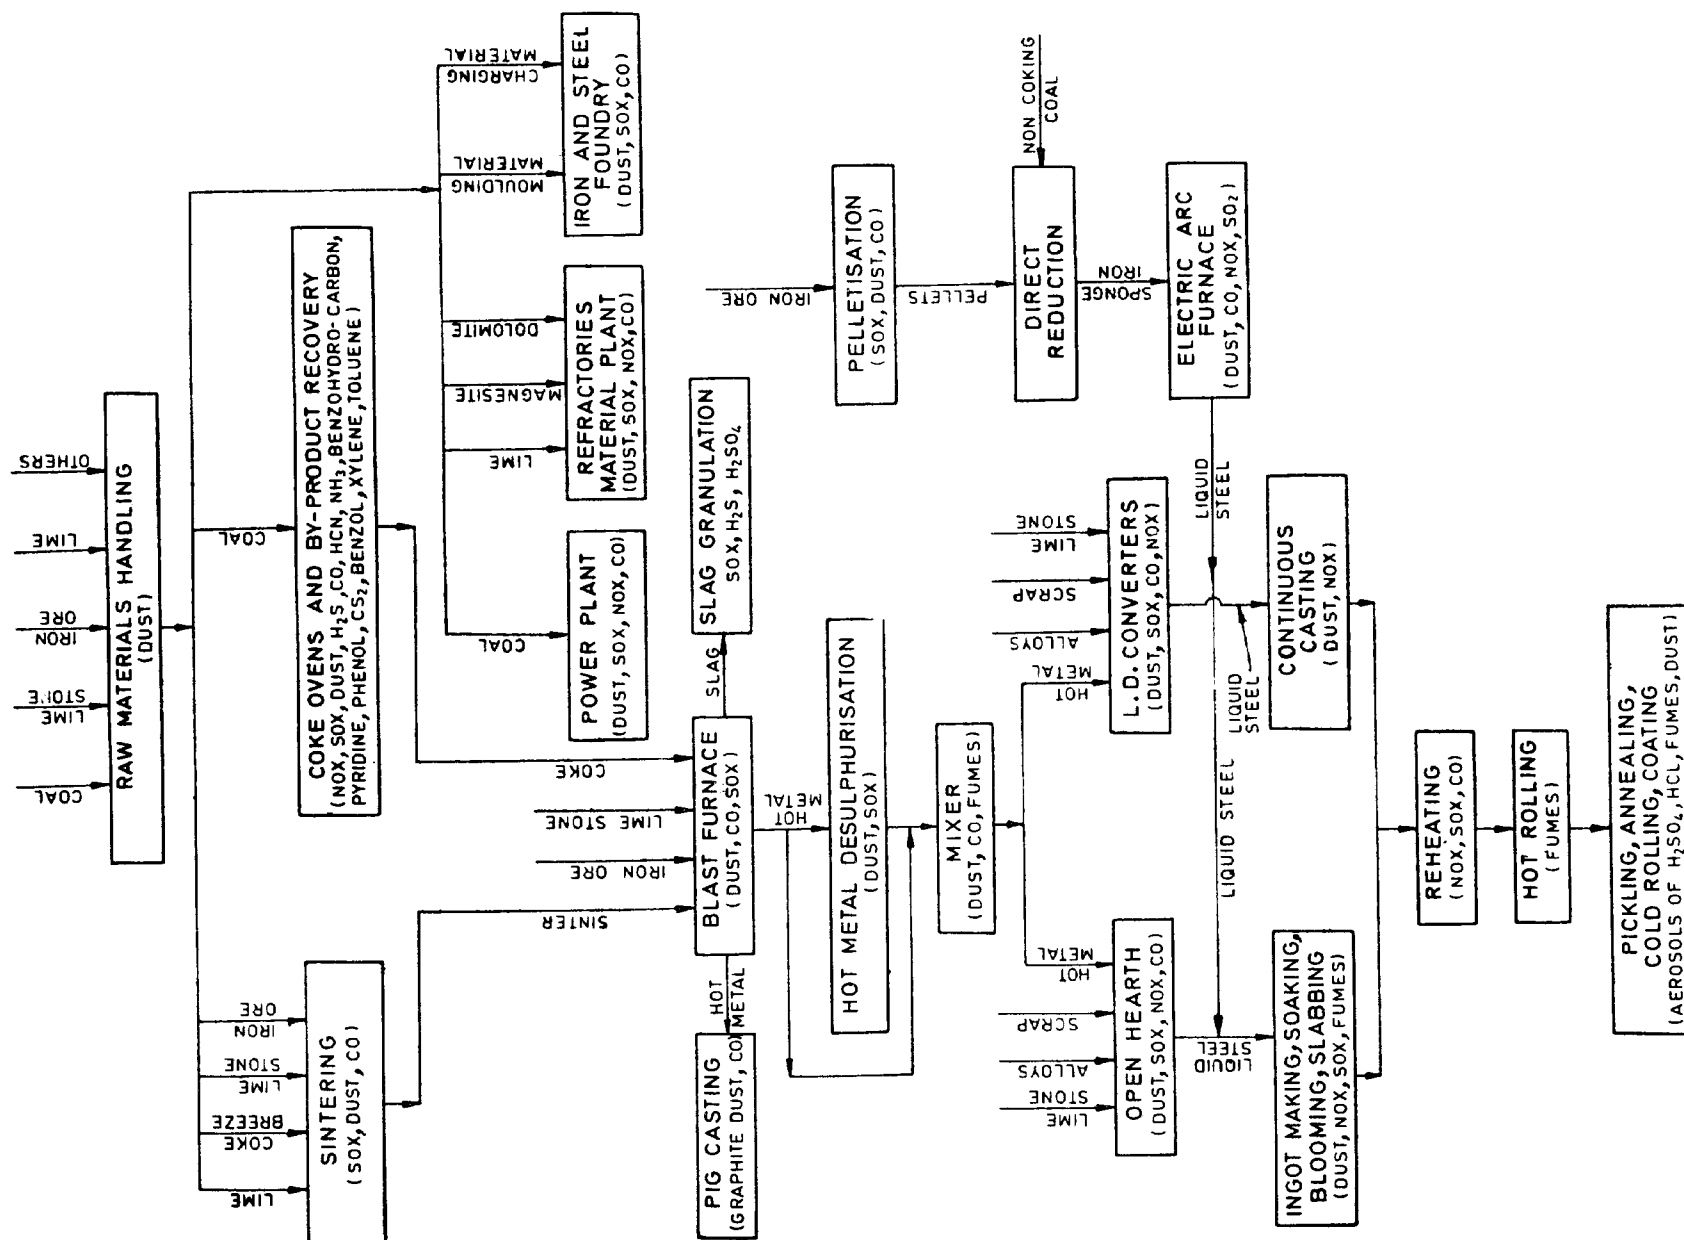 COAL
LIME
STONE
IRON
ORE
LIME
OTHERS
RAW MATERIALS HANDLING
(DUST)
LIME
COKE
BREEZE
LIME
STONE
IRON
ORE
SINTERING
(SOX, DUST, CO)
COAL
COKE OVENS AND BY-PRODUCT RECOVERY
(NOX, SOX, DUST, H₂S, CO, HCN, NH₃, BENZOHYDRO-CARBON,
PYRIDINE, PHENOL, CS₂, BENZOL, XYLENE, TOLUENE)
COAL
POWER PLANT
(DUST, SOX, NOX, CO)
LIME
MAGNESITE
DOLOMITE
REFRACTORIES
MATERIAL PLANT
(DUST, SOX, NOX, CO)
MOULDING
MATERIAL
CHARGING
MATERIAL
IRON AND STEEL
FOUNDRY
(DUST, SOX, CO)
SINTER
IRON ORE
LIME STONE
COKE
PIG CASTING
(GRAPHITE DUST, CO)
HOT
METAL
BLAST FURNACE
(DUST, CO, SOX)
SLAG
SLAG GRANULATION
SOX, H₂S, H₂SO₄
HOT
METAL
HOT METAL DESULPHURISATION
(DUST, SOX)
MIXER
(DUST, CO, FUMES)
IRON ORE
PELLETISATION
(SOX, DUST, CO)
PELLETS
NON COKING
COAL
DIRECT
REDUCTION
SPONGE
IRON
ELECTRIC ARC
FURNACE
(DUST, CO, NOX, SO₂)
LIME
STONE
ALLOYS
SCRAP
HOT
METAL
OPEN HEARTH
(DUST, SOX, NOX, CO)
HOT
METAL
ALLOYS
SCRAP
LIME
STONE
L.D. CONVERTERS
(DUST, SOX, CO, NOX)
LIQUID
STEEL
LIQUID STEEL
LIQUID
STEEL
LIQUID
STEEL
INGOT MAKING, SOAKING,
BLOOMING, SLABBING
(DUST, NOX, SOX, FUMES)
CONTINUOUS
CASTING
(DUST, NOX)
REHEATING
(NOX, SOX, CO)
HOT ROLLING
(FUMES)
PICKLING, ANNEALING,
COLD ROLLING, COATING
(AEROSOLS OF H₂SO₄, HCL, FUMES, DUST)